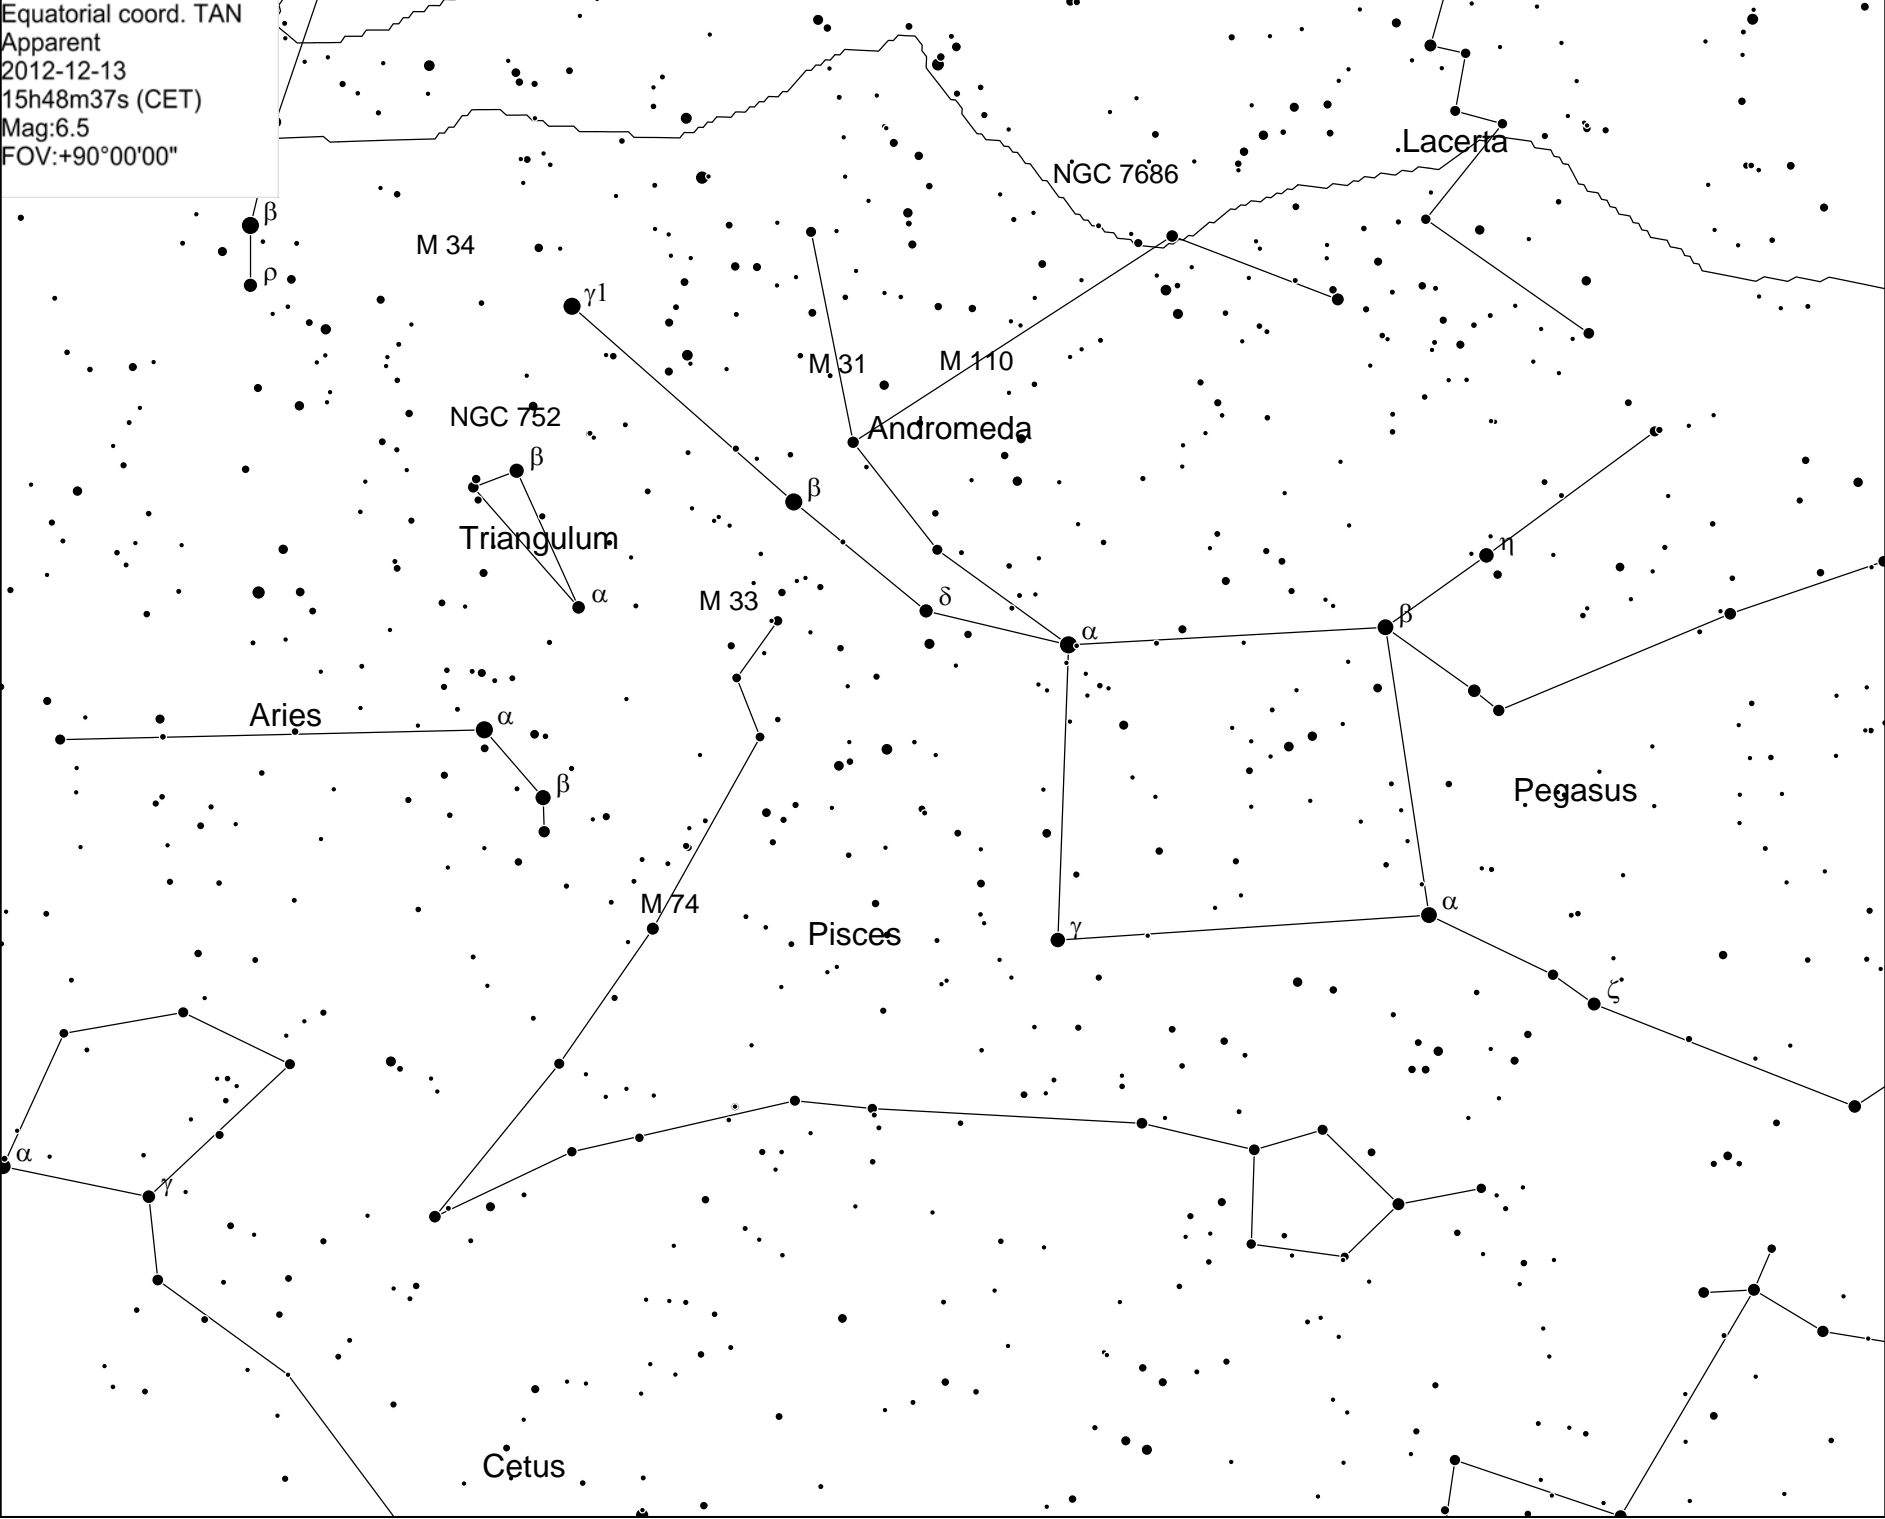 Equatorial coord. TAN
Apparent
2012-12-13
15h48m37s (CET)
Mag:6.5
FOV:+90°00'00"
Lacerta
NGC 7686
β
M 34
ρ
γ1
M 31
M 110
NGC 752
Andromeda
β
β
Triangulum
η
α
M 33
δ
β
α
Aries
α
β
Pegasus
M 74
α
Pisces
γ
ζ
α
γ
Cetus